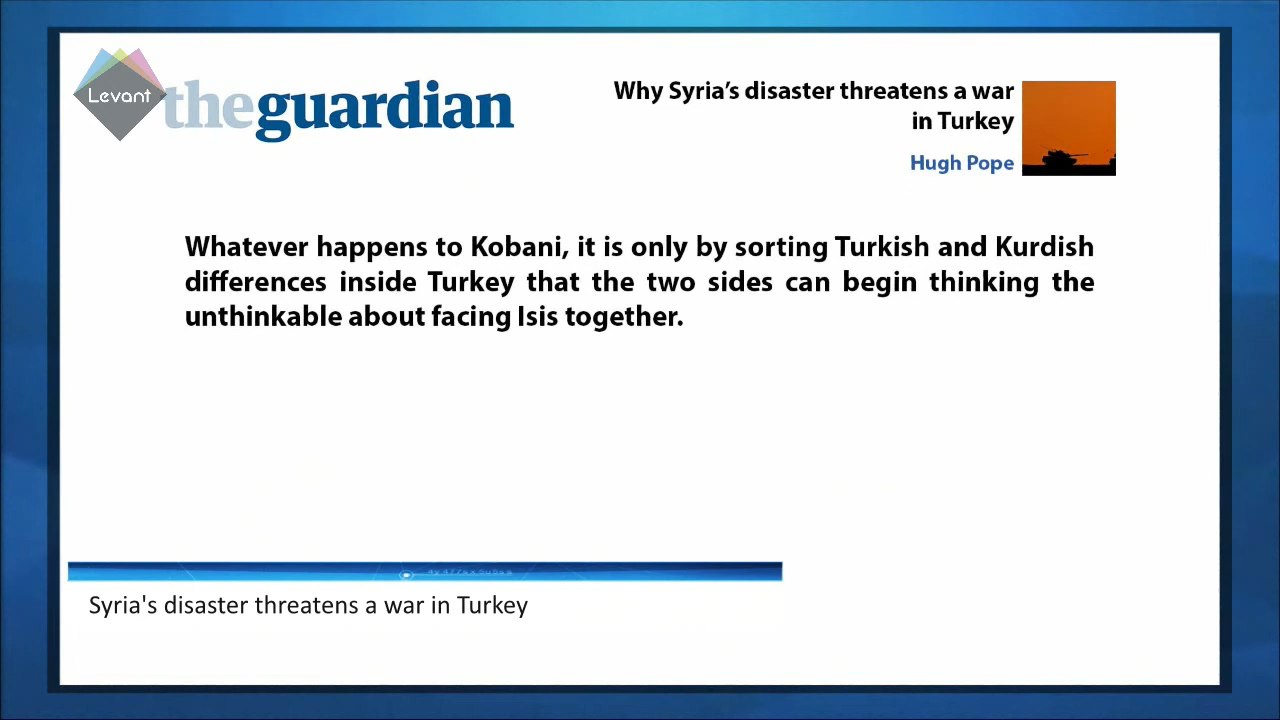 Levant
theguardian
Why Syria's disaster threatens a war
in Turkey
Hugh Pope
Whatever happens to Kobani, it is only by sorting Turkish and Kurdish
differences inside Turkey that the two sides can begin thinking the
unthinkable about facing Isis together.
Syria's disaster threatens a war in Turkey